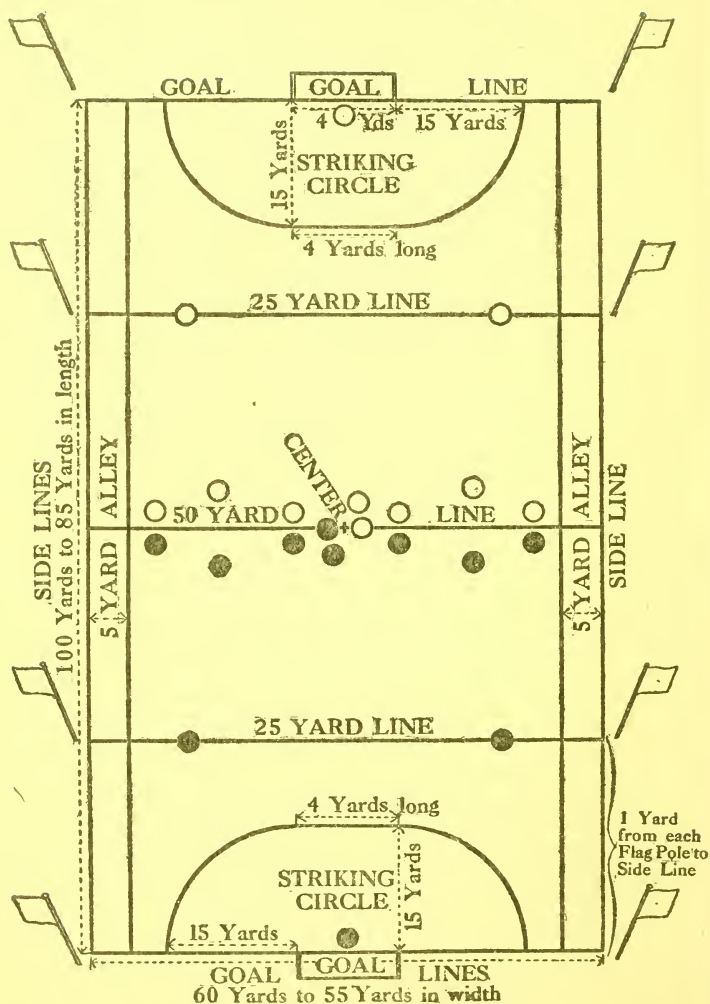 GOAL GOAL LINE
4 Yds 15 Yards
15 Yards
STRIKING
CIRCLE
4 Yards long
25 YARD LINE
SIDE LINES
100 Yards to 85 Yards in length
5 YARD ALLEY
CENTER
50 YARD LINE
5 YARD ALLEY
SIDE LINE
25 YARD LINE
4 Yards long
1 Yard
from each
Flag Pole to
Side Line
STRIKING
CIRCLE
15 Yards
15 Yards
GOAL GOAL LINES
60 Yards to 55 Yards in width